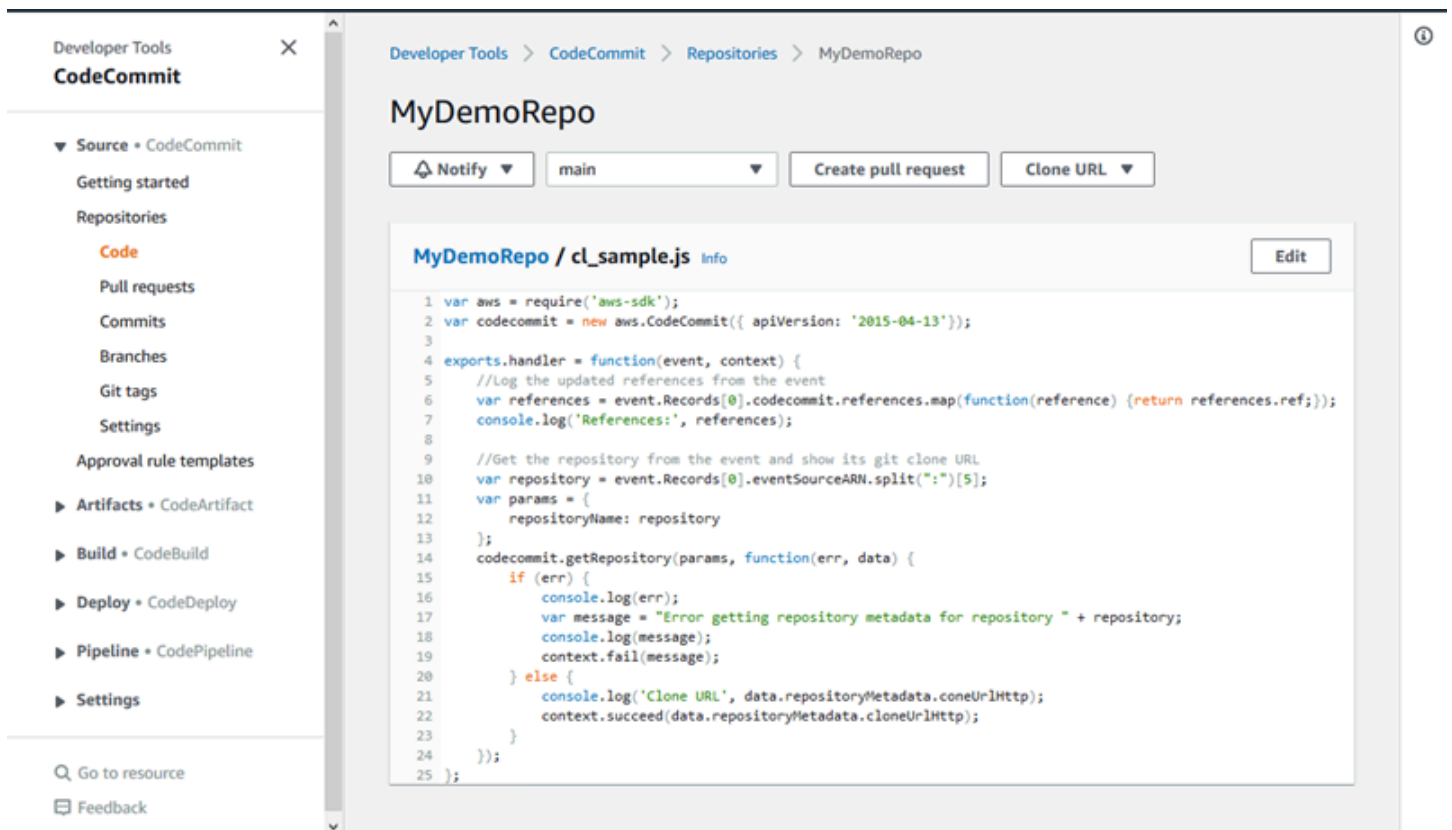 Developer Tools
CodeCommit
Source • CodeCommit
Getting started
Repositories
Code
Pull requests
Commits
Branches
Git tags
Settings
Approval rule templates
Artifacts • CodeArtifact
Build • CodeBuild
Deploy • CodeDeploy
Pipeline • CodePipeline
Settings
Go to resource
Feedback
Developer Tools > CodeCommit > Repositories > MyDemoRepo
MyDemoRepo
Notify main Create pull request Clone URL
MyDemoRepo / cl_sample.js Info Edit
1 var aws = require('aws-sdk');
2 var codecommit = new aws.CodeCommit({ apiVersion: '2015-04-13'});
3
4 exports.handler = function(event, context) {
5     //Log the updated references from the event
6     var references = event.Records[0].codecommit.references.map(function(reference) {return references.ref;});
7     console.log('References:', references);
8
9     //Get the repository from the event and show its git clone URL
10     var repository = event.Records[0].eventSourceARN.split(":")[5];
11     var params = {
12         repositoryName: repository
13     };
14     codecommit.getRepository(params, function(err, data) {
15         if (err) {
16             console.log(err);
17             var message = "Error getting repository metadata for repository " + repository;
18             console.log(message);
19             context.fail(message);
20         } else {
21             console.log('Clone URL', data.repositoryMetadata.coneUrlHttp);
22             context.succeed(data.repositoryMetadata.cloneUrlHttp);
23         }
24     });
25 };